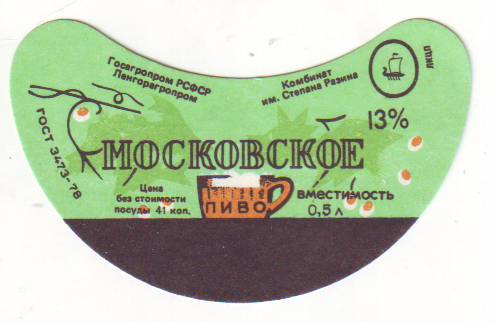 Госагропром РСФСР
Ленгорагропром
Комбинат
им. Степана Разина
ЛКЦП
ГОСТ 3473-78
13%
МОСКОВСКОЕ
Цена
без стоимости
посуды 41 коп.
ПИВО
вместимость
0,5 л